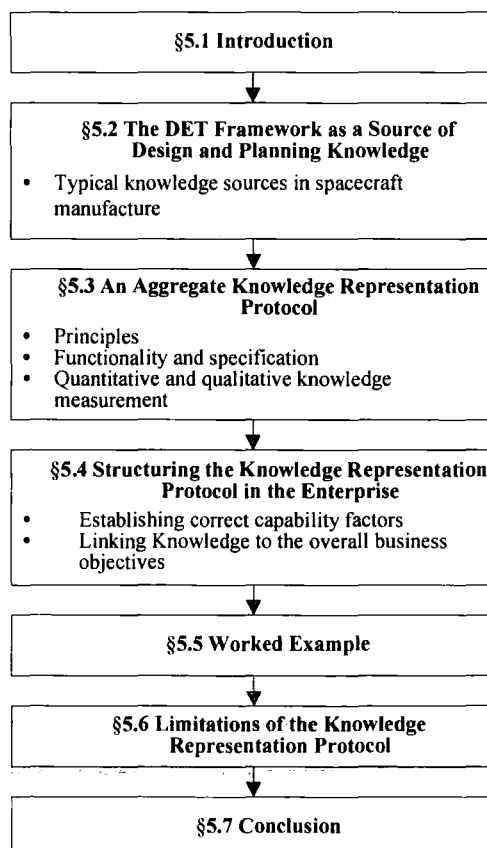 §5.1 Introduction
§5.2 The DET Framework as a Source of
Design and Planning Knowledge
• Typical knowledge sources in spacecraft
manufacture
§5.3 An Aggregate Knowledge Representation
Protocol
• Principles
• Functionality and specification
• Quantitative and qualitative knowledge
measurement
§5.4 Structuring the Knowledge Representation
Protocol in the Enterprise
• Establishing correct capability factors
• Linking Knowledge to the overall business
objectives
§5.5 Worked Example
§5.6 Limitations of the Knowledge
Representation Protocol
§5.7 Conclusion